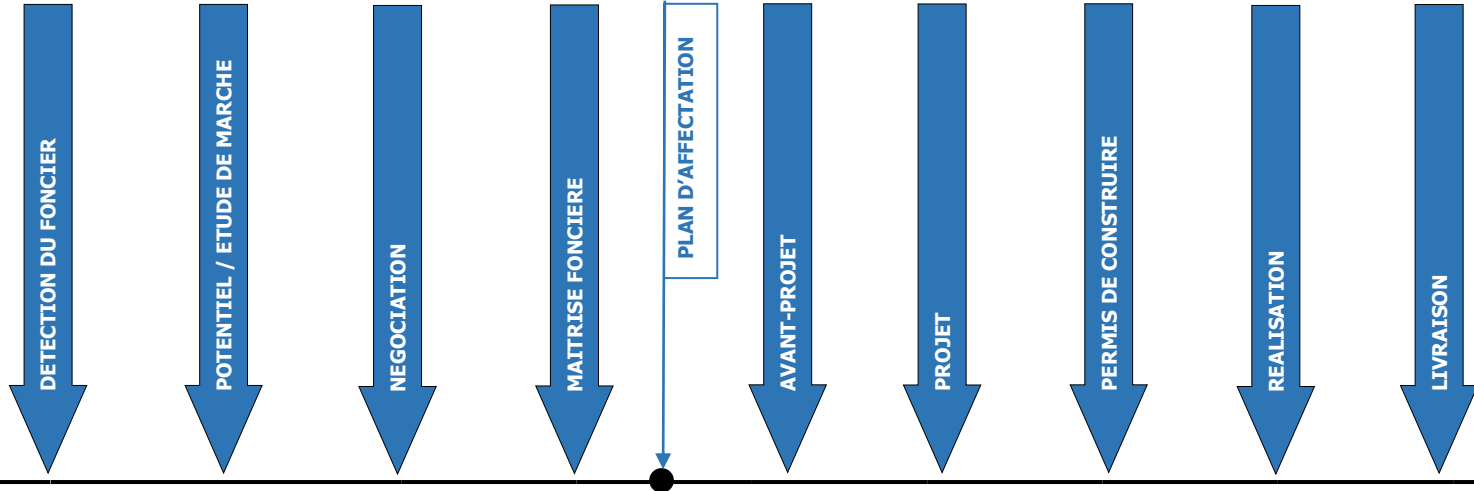 DETECTION DU FONCIER
POTENTIEL / ETUDE DE MARCHE
NEGOCIATION
MAITRISE FONCIERE
PLAN D’AFFECTATION
AVANT-PROJET
PROJET
PERMIS DE CONSTRUIRE
REALISATION
LIVRAISON